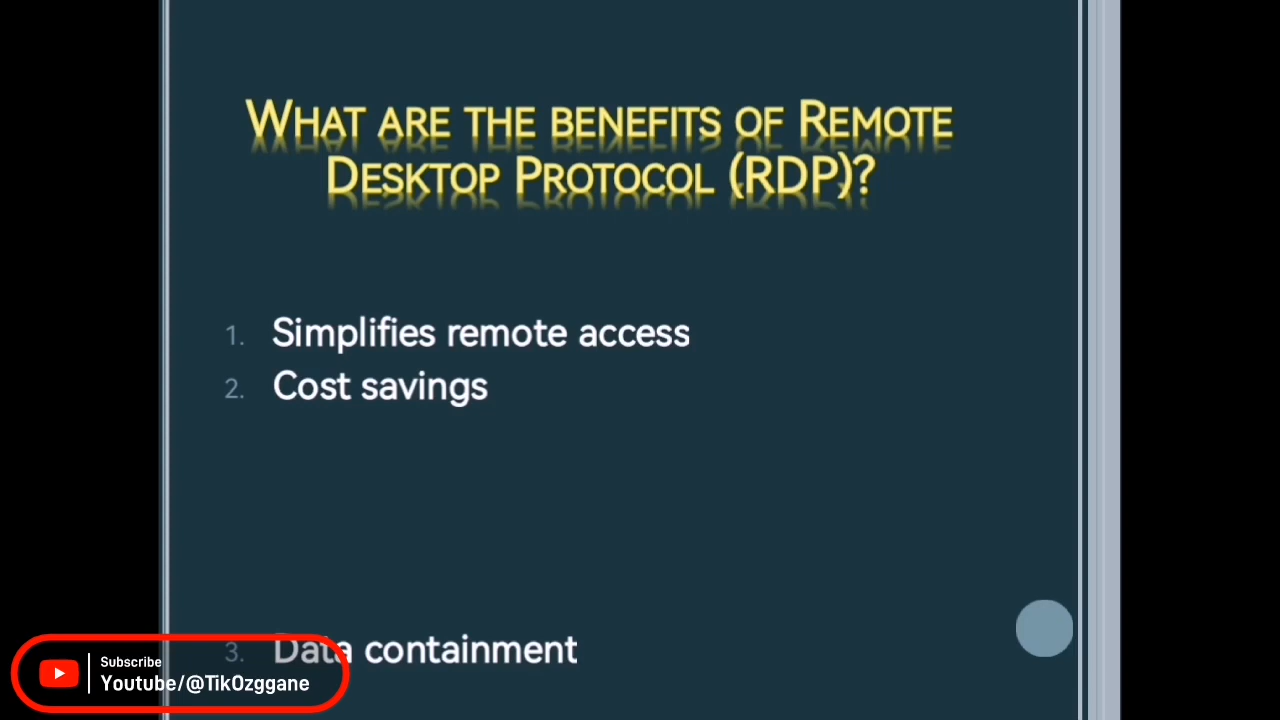 What are the benefits of Remote
Desktop Protocol (RDP)?
1. Simplifies remote access
2. Cost savings
3. Data containment
Subscribe
Youtube/@TikOzggane